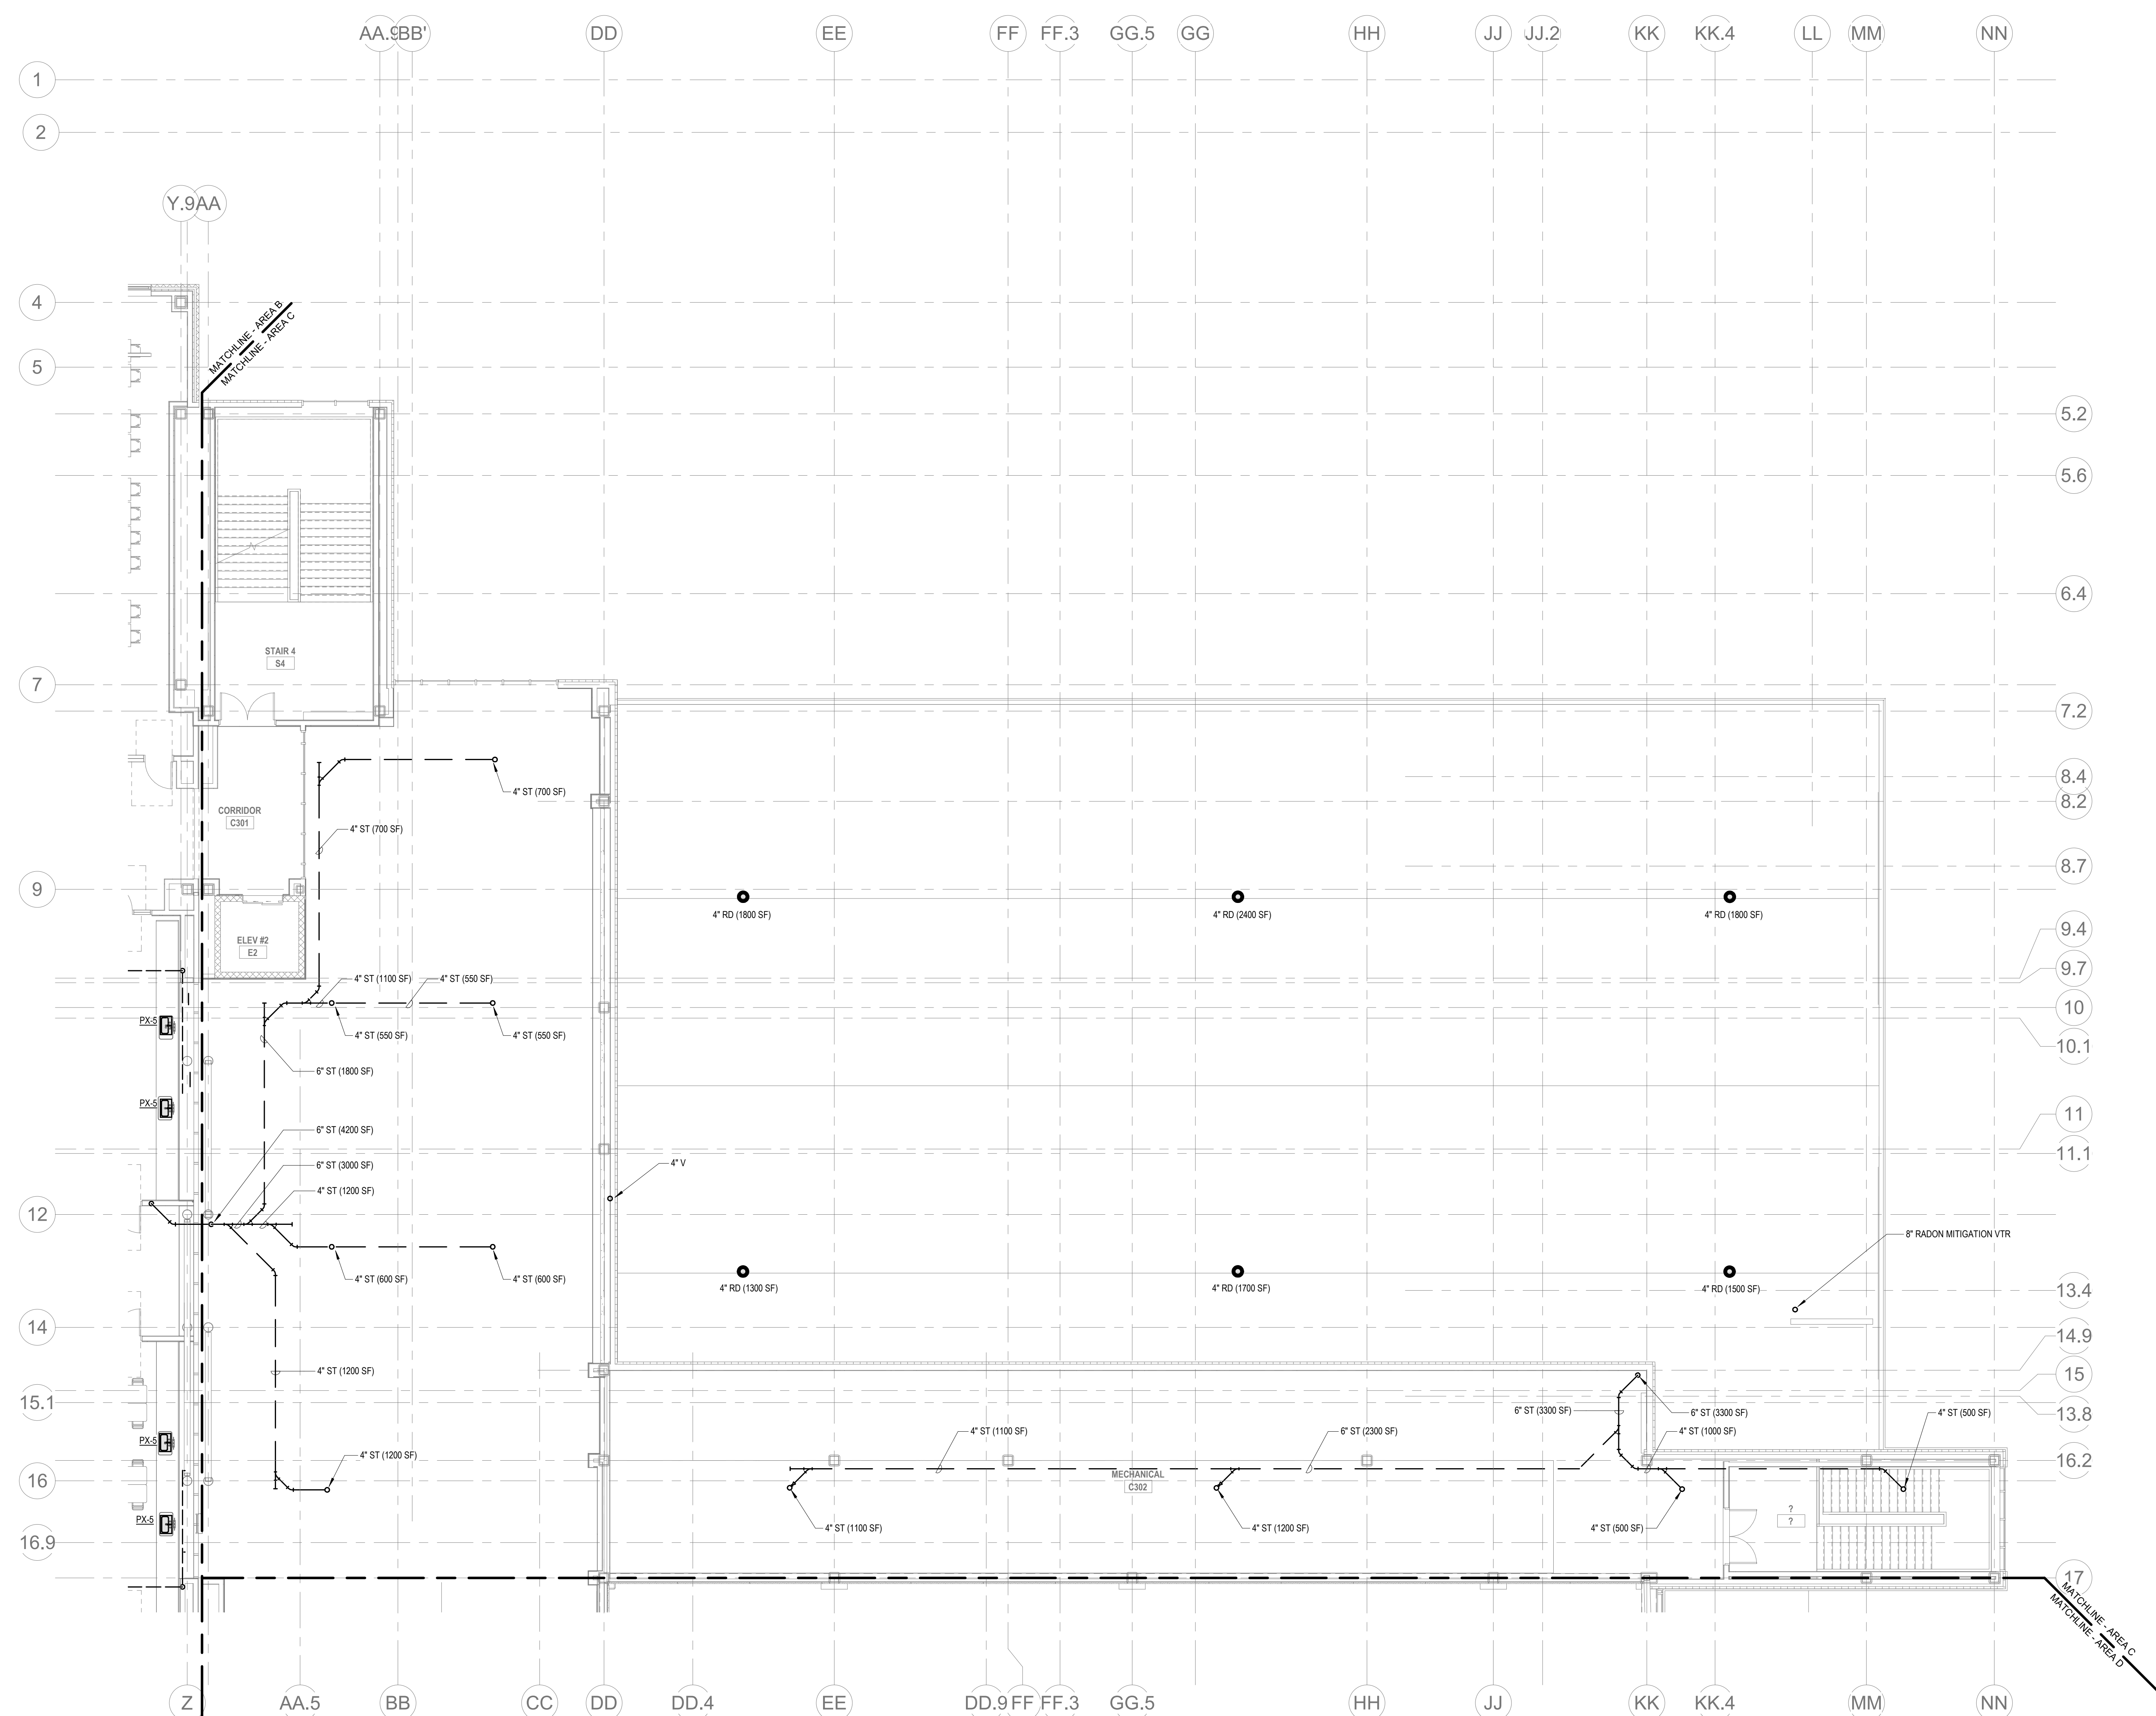 AA.9
BB'
DD
EE
FF
FF.3
GG.5
GG
HH
JJ
JJ.2
KK
KK.4
LL
MM
NN
1
2
Y.9
AA
4
MATCHLINE - AREA B
MATCHLINE - AREA C
5
5.2
5.6
6.4
STAIR 4
S4
7
7.2
4" ST (700 SF)
8.4
8.2
CORRIDOR
C301
4" ST (700 SF)
8.7
9
4" RD (1800 SF)
4" RD (2400 SF)
4" RD (1800 SF)
9.4
ELEV #2
E2
9.7
4" ST (1100 SF)
4" ST (550 SF)
10
PX-5
4" ST (550 SF)
4" ST (550 SF)
10.1
6" ST (1800 SF)
PX-5
11
6" ST (4200 SF)
11.1
6" ST (3000 SF)
4" V
4" ST (1200 SF)
12
8" RADON MITIGATION VTR
4" ST (600 SF)
4" ST (600 SF)
4" RD (1300 SF)
4" RD (1700 SF)
4" RD (1500 SF)
13.4
14
14.9
4" ST (1200 SF)
15
15.1
6" ST (3300 SF)
6" ST (3300 SF)
4" ST (500 SF)
13.8
4" ST (1100 SF)
6" ST (2300 SF)
4" ST (1000 SF)
PX-5
4" ST (1200 SF)
16.2
MECHANICAL
C302
16
?
?
PX-5
4" ST (1100 SF)
4" ST (1200 SF)
4" ST (500 SF)
16.9
17
MATCHLINE - AREA C
MATCHLINE - AREA D
Z
AA.5
BB
CC
DD
DD.4
EE
DD.9
FF
FF.3
GG.5
HH
JJ
KK
KK.4
MM
NN